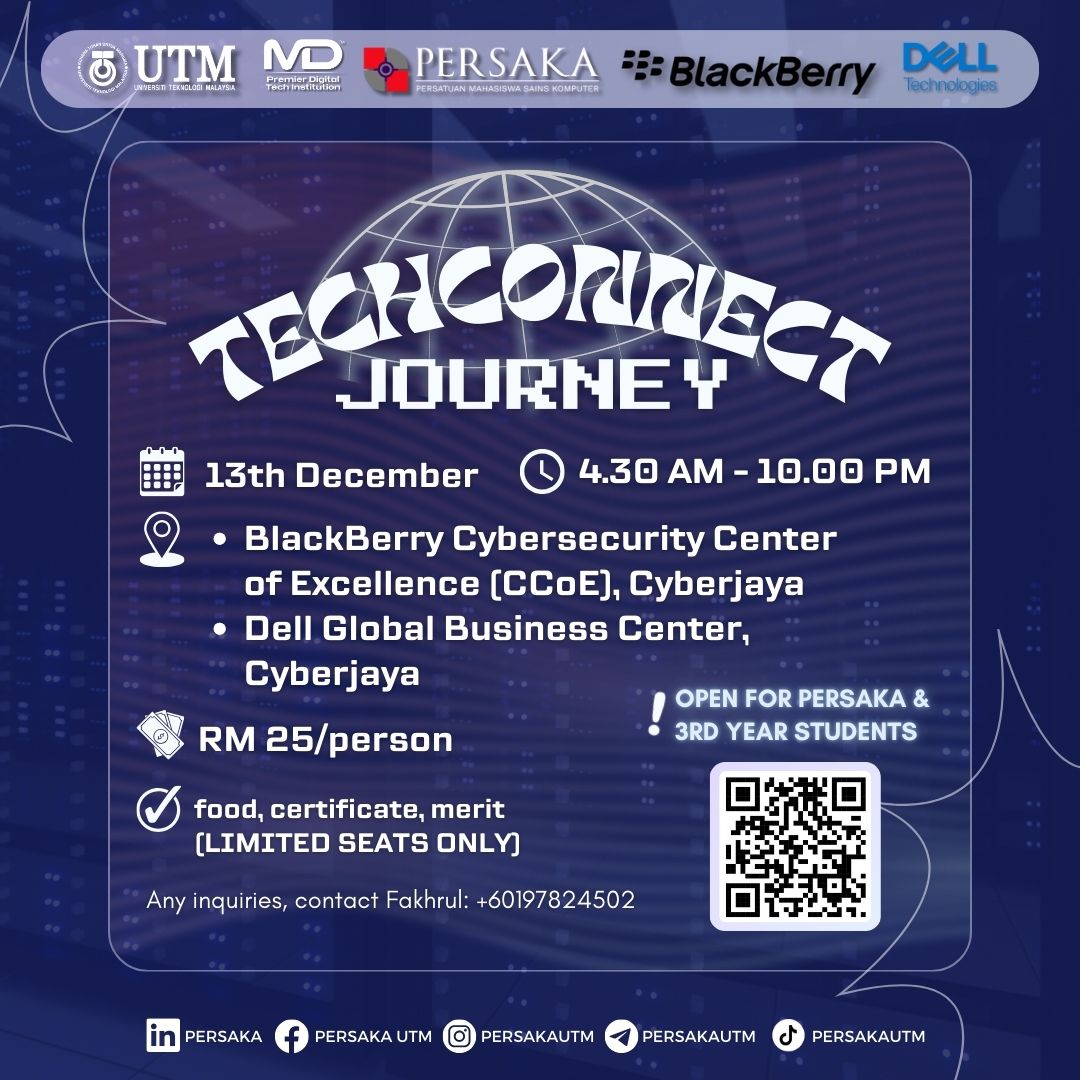 UTM
UNIVERSITI TEKNOLOGI MALAYSIA
MD
Premier Digital
Tech Institution
PERSAKA
PERSATUAN MAHASISWA SAINS KOMPUTER
BlackBerry
DELL
Technologies
TECHCONNECT
JOURNEY
13th December
4.30 AM - 10.00 PM
• BlackBerry Cybersecurity Center
of Excellence (CCoE), Cyberjaya
• Dell Global Business Center,
Cyberjaya
RM 25/person
! OPEN FOR PERSAKA &
3RD YEAR STUDENTS
food, certificate, merit
(LIMITED SEATS ONLY)
Any inquiries, contact Fakhrul: +60197824502
in PERSAKA
PERSAKA UTM
PERSAKAUTM
PERSAKAUTM
PERSAKAUTM